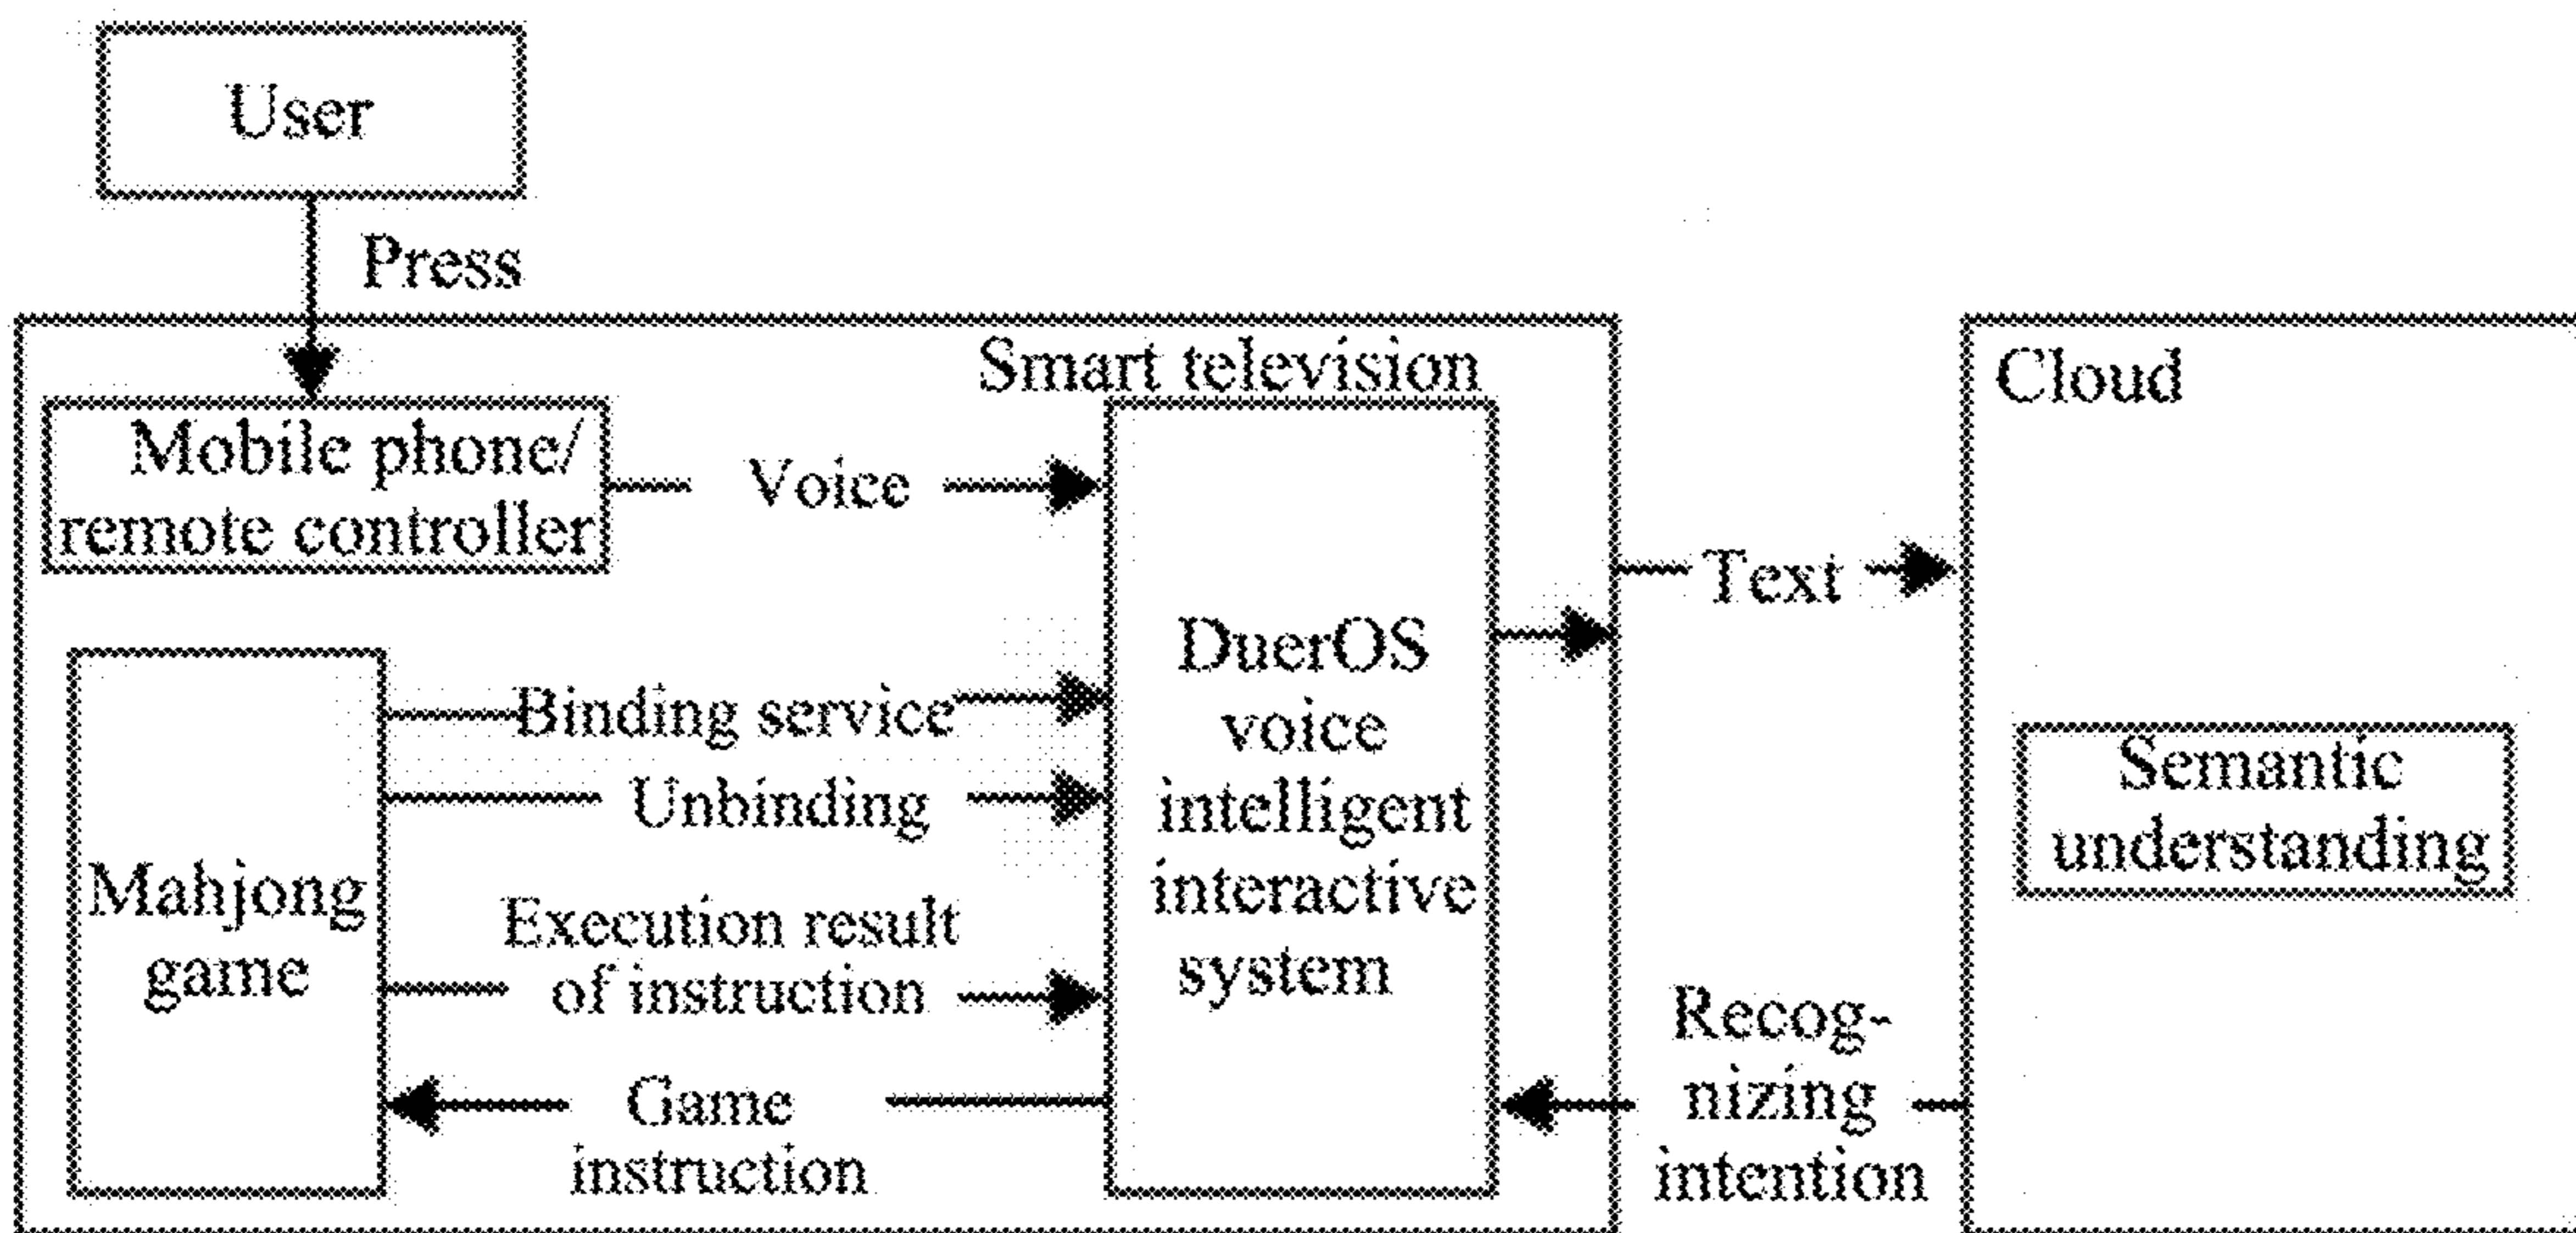 User
Press
Smart television
Cloud
Mobile phone/
remote controller
Voice
Text
DuerOS
voice
intelligent
interactive
system
Binding service
Unbinding
Mahjong
game
Execution result
of instruction
Game
instruction
Semantic
understanding
Recog-
nizing
intention